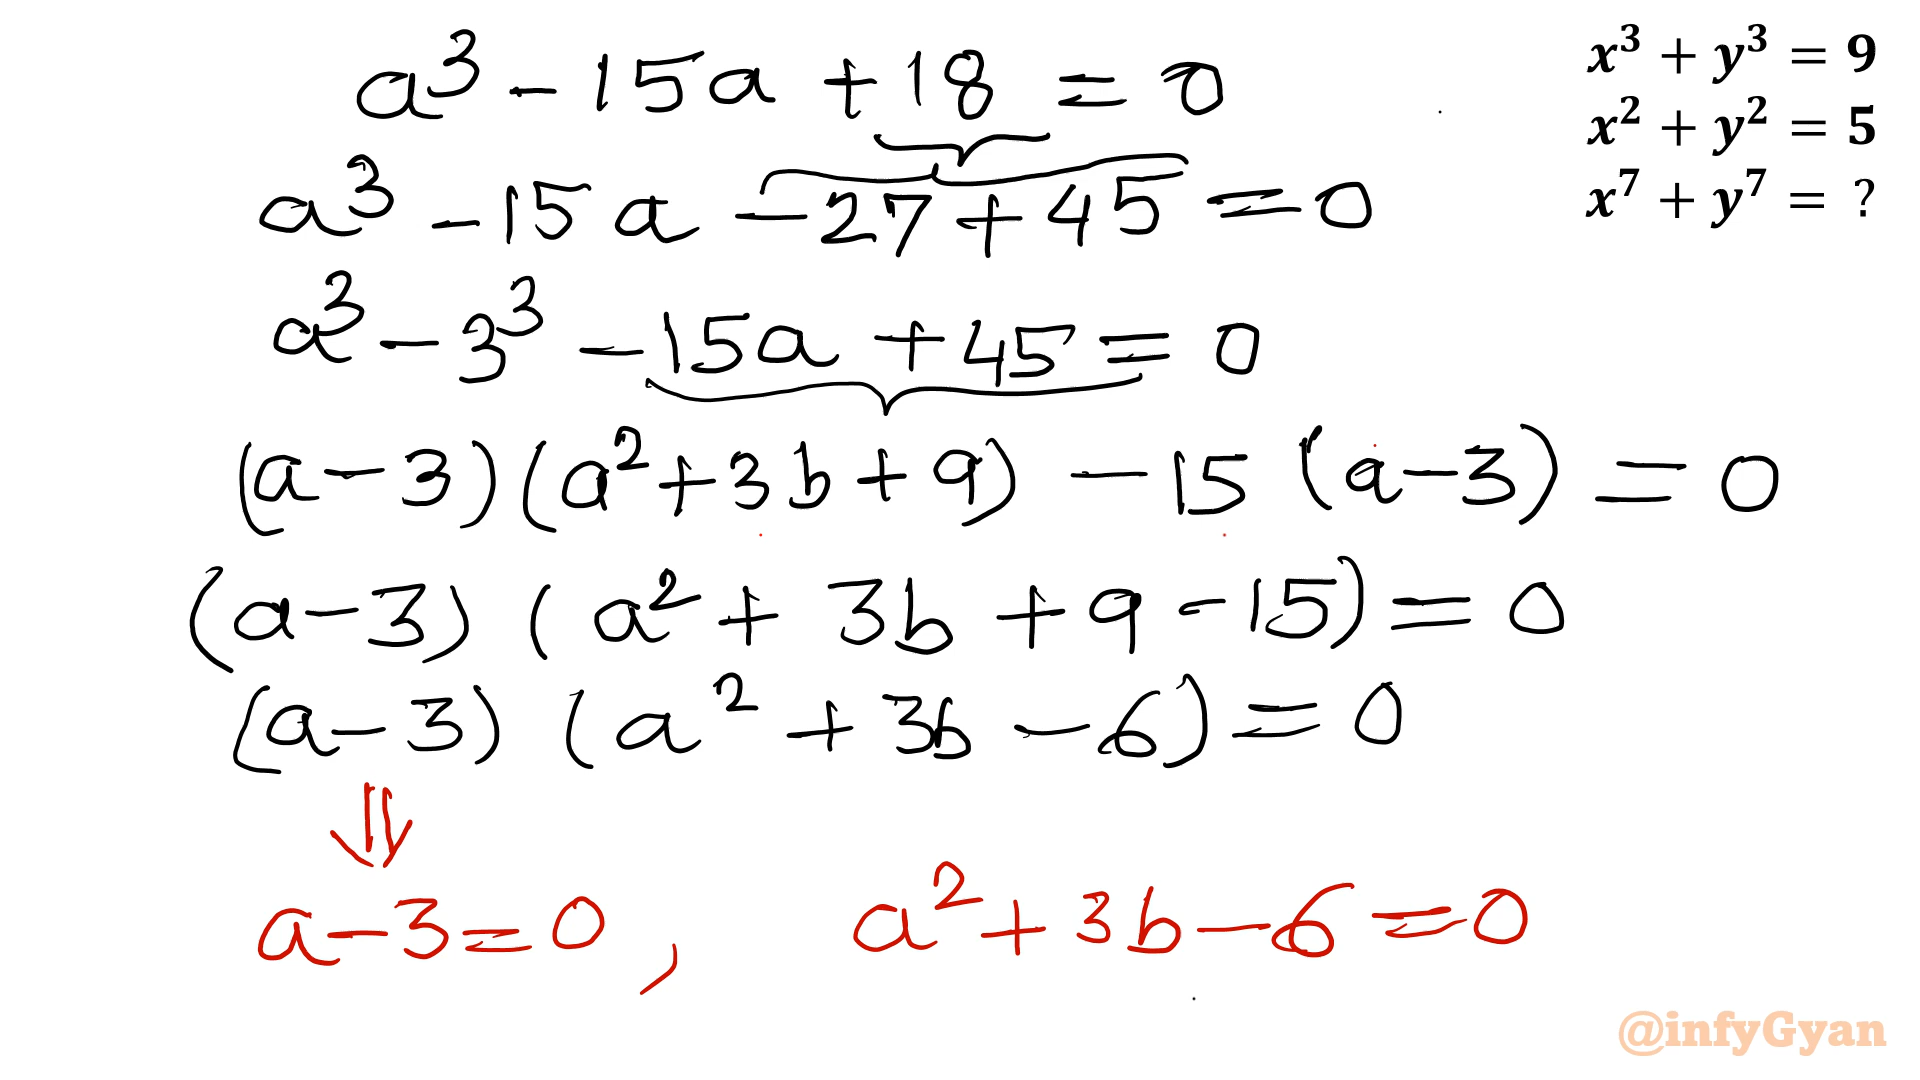 a³ - 15a + 18 = 0
x³ + y³ = 9
x² + y² = 5
x⁷ + y⁷ = ?
a³ - 15a - 27 + 45 = 0
a³ - 3³ - 15a + 45 = 0
(a - 3)(a² + 3b + 9) - 15 (a - 3) = 0
(a - 3) (a² + 3b + 9 - 15) = 0
(a - 3) (a² + 3b - 6) = 0
⇓
a - 3 = 0 , a² + 3b - 6 = 0
@infyGyan